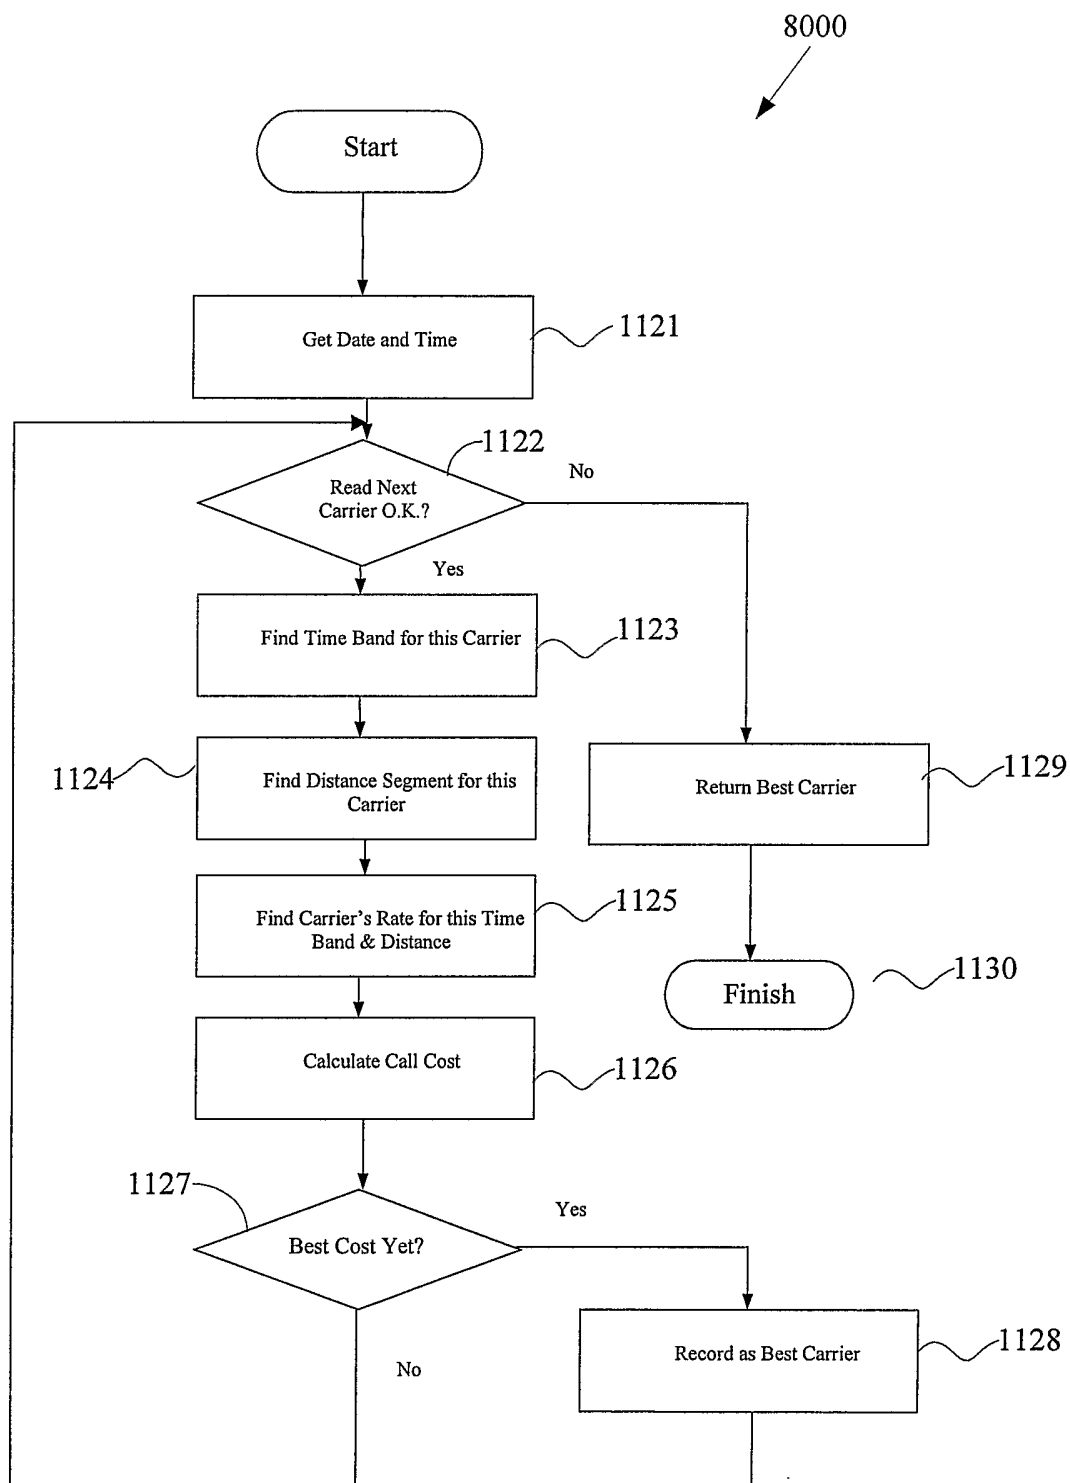 8000
Start
Get Date and Time
1121
1122
No
Read Next
Carrier O.K.?
Yes
Find Time Band for this Carrier
1123
1124
Find Distance Segment for this
Carrier
Return Best Carrier
1129
Find Carrier's Rate for this Time
Band & Distance
1125
Finish
1130
Calculate Call Cost
1126
1127
Yes
Best Cost Yet?
Record as Best Carrier
1128
No